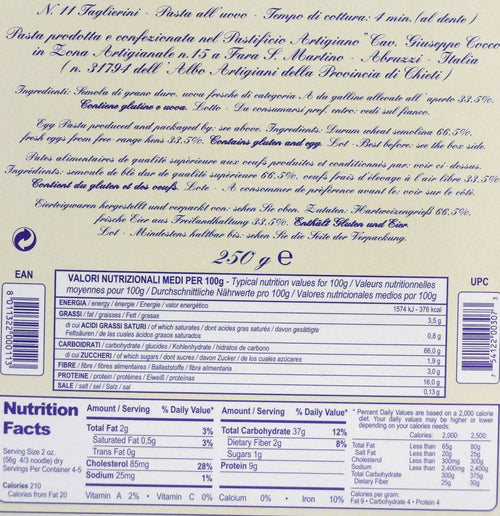 N. 11 Taglierini - Pasta all'uovo - Tempo di cottura: 4 min. (al dente)
Pasta prodotta e confezionata nel Pastificio Artigiano "Cav. Giuseppe Cocco"
in Zona Artigianale n. 15 a Fara S. Martino - Abruzzi - Italia
(n. 31794 dell'Albo Artigiani della Provincia di Chieti)
Ingredienti: Semola di grano duro, uova fresche di categoria A da galline allevate all'aperto 33.5%.
Contiene glutine e uova. Lotto - Da consumarsi pref. entro: vedi sul fianco.
Egg Pasta produced and packaged by: see above. Ingredients: Durum wheat semolina 66.5%,
fresh eggs from free-range hens 33.5%. Contains gluten and egg. Lot - Best before: see the box side.
Pates alimentaires de qualité supérieure aux oeufs produites et conditionnés par: voir ci-dessus.
Ingrédients: semoule de blé dur de qualité supérieure 66.5%, oeufs frais d'élevage à l'air libre 33.5%.
Contient du gluten et des oeufs. Lote - A consommer de préférence avant le: voir sur le côté.
Eierteigwaren hergestellt und verpackt von: sehen Sie oben. Zutaten: Hartweizengrieß 66.5%,
frische Eier aus Freilandhaltung 33.5%. Enthält Gluten und Eier.
Lot - Mindestens haltbar bis: sehen Sie die Seite der Verpackung.
250 g e
EAN
8 013222 000113
UPC
7 54122 00307 3
VALORI NUTRIZIONALI MEDI PER 100g - Typical nutrition values for 100g / Valeurs nutritionnelles
moyennes pour 100g / Durchschnittliche Nährwerte pro 100g / Valores nutricionales medios por 100g
ENERGIA / energy / énergie / Energie / valor energético 1574 kJ - 376 kcal
GRASSI / fat / graisses / Fett / grasas 3,5 g
di cui ACIDI GRASSI SATURI / of which saturates / dont acides gras saturés / davon gesättigte
Fettsäuren / de las cuales ácidos grasos saturados 0,8 g
CARBOIDRATI / carbohydrate / glucides / Kohlenhydrate / hidratos de carbono 66,0 g
di cui ZUCCHERI / of which sugars / dont sucres / davon Zucker / de los cuales azúcares 1,9 g
FIBRE / fibre / fibres alimentaires / Ballaststoffe / fibra alimentaria 3,0 g
PROTEINE / protein / protéines / Eiweiß / proteínas 16,0 g
SALE / salt / sel / Salz / sal 0,13 g
Nutrition
Facts
Serving Size 2 oz.
(56g 4/3 noodle) dry
Servings Per Container 4-5
Calories 210
Calories from Fat 20
Amount / Serving % Daily Value*
Total Fat 2g 3%
Saturated Fat 0,5g 3%
Trans Fat 0g
Cholesterol 85mg 28%
Sodium 25mg 1%
Amount / Serving % Daily Value*
Total Carbohydrate 37g 12%
Dietary Fiber 2g 8%
Sugars 1g
Protein 9g
Vitamin A 2% • Vitamin C 0% • Calcium 0% • Iron 10%
* Percent Daily Values are based on a 2,000 calorie
diet. Your daily values may be higher or lower
depending on your calories needs:
Calories: 2,000: 2,500:
Total Fat Less than 65g 80g
Salt Fat Less than 20g 25g
Cholesterol Less than 300mg 300g
Sodium Less than 2,400mg 2,400g
Total Carbohydrate 300g 375g
Dietary Fiber 25g 30g
Calories per gram:
Fat 9 • Carbohydrate 4 • Protein 4